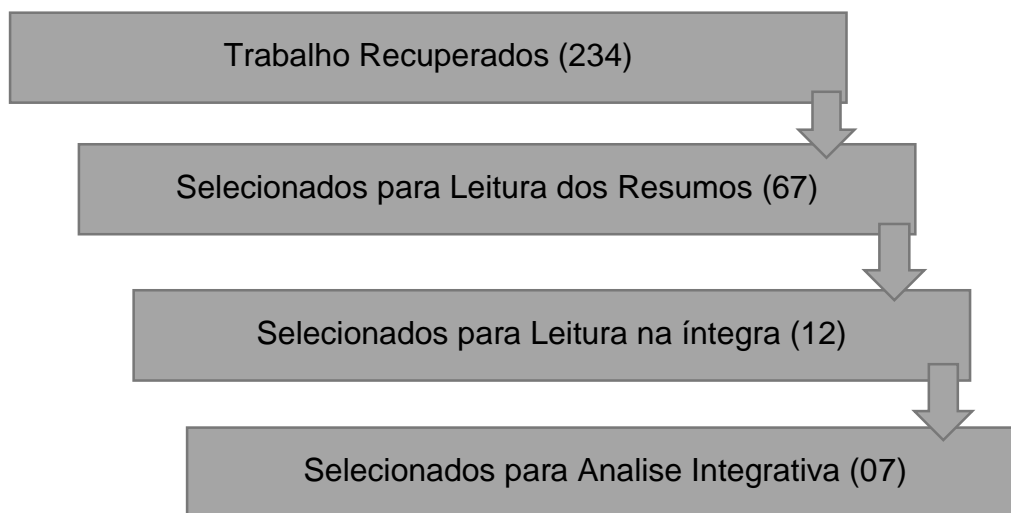 Trabalho Recuperados (234)
Selecionados para Leitura dos Resumos (67)
Selecionados para Leitura na íntegra (12)
Selecionados para Analise Integrativa (07)